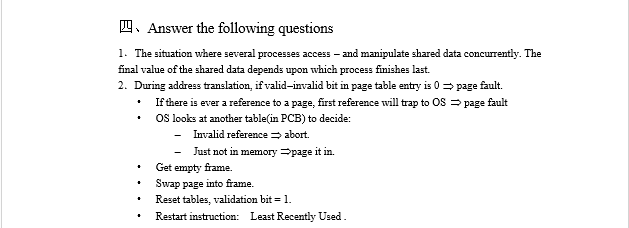 四、Answer the following questions
1. The situation where several processes access – and manipulate shared data concurrently. The
final value of the shared data depends upon which process finishes last.
2. During address translation, if valid–invalid bit in page table entry is 0 ⇒ page fault.
• If there is ever a reference to a page, first reference will trap to OS ⇒ page fault
• OS looks at another table(in PCB) to decide:
– Invalid reference ⇒ abort.
– Just not in memory ⇒page it in.
• Get empty frame.
• Swap page into frame.
• Reset tables, validation bit = 1.
• Restart instruction: Least Recently Used .